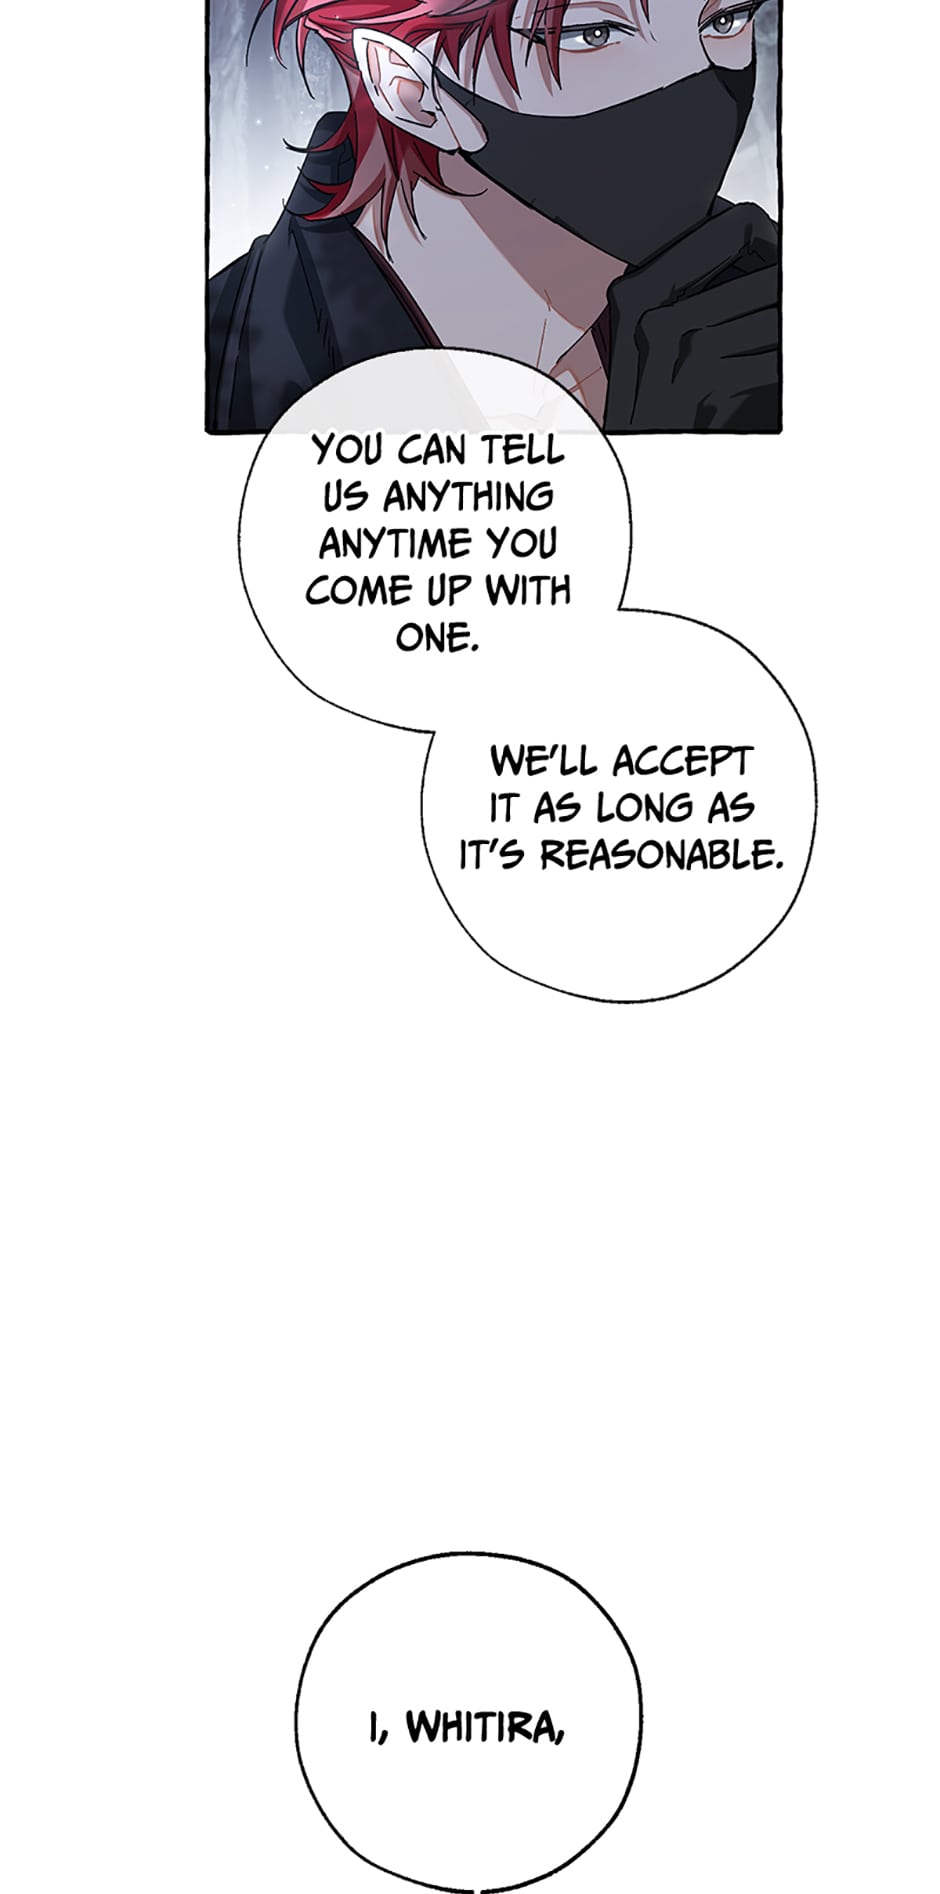 YOU CAN TELL
US ANYTHING
ANYTIME YOU
COME UP WITH
ONE.
WE'LL ACCEPT
IT AS LONG AS
IT'S REASONABLE.
I, WHITIRA,